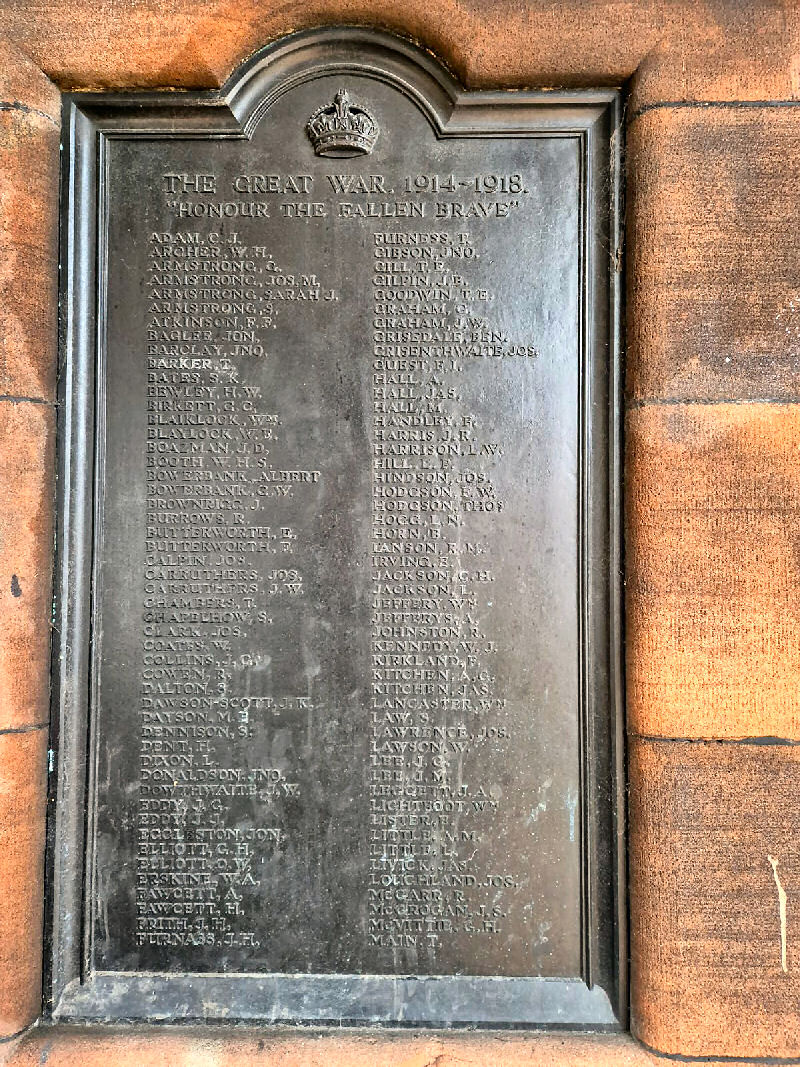 THE GREAT WAR. 1914-1918.
"HONOUR THE FALLEN BRAVE"
ADAM, C. J.
ARCHER, W. H.
ARMSTRONG, G.
ARMSTRONG, JOS. M.
ARMSTRONG, SARAH J.
ARMSTRONG, S.
ATKINSON, F. F.
BAGLEE, JON.
BARCLAY, JNO.
BARKER, T.
BATES, S. K.
BEWLEY, H. W.
BIRKETT, G. C.
BLAIKLOCK, WM.
BLAYLOCK, W. E.
BOAZMAN, J. D.
BOOTH, W. H. S.
BOWERBANK, ALBERT
BOWERBANK, G. W.
BROWNRIGG, J.
BURROWS, R.
BUTTERWORTH, E.
BUTTERWORTH, F.
CALPIN, JOS.
CARRUTHERS, JOS.
CARRUTHERS, J. W.
CHAMBERS, T.
CHAPELHOW, S.
CLARK, JOS.
COATES, W.
COLLINS, J. G.
COWEN, R.
DALTON, S.
DAWSON-SCOTT, J. K.
DAYSON, M. E.
DENNISON, S.
DENT, H.
DIXON, L.
DONALDSON, JNO.
DOWTHWAITE, J. W.
EDDY, J. G.
EDDY, J. J.
EGGLESTON, JON.
ELLIOTT, G. H.
ELLIOTT, O. W.
ERSKINE, W. A.
FAWCETT, A.
FAWCETT, H.
FRITH, J. H.
FURNASS, J. H.
FURNESS, T.
GIBSON, JNO.
GILL, T. E.
GILPIN, J. B.
GOODWIN, T. E.
GRAHAM, G.
GRAHAM, J. W.
GRISEDALE, BEN.
GRISENTHWAITE, JOS.
GUEST, F. J.
HALL, A.
HALL, JAS.
HALL, M.
HANDLEY, F.
HARRIS, J. R.
HARRISON, L. W.
HILL, L. F.
HINDSON, JOS.
HODGSON, E. W.
HODGSON, THOS
HOGG, L. N.
HORN, B.
IANSON, R. M.
IRVING, E.
JACKSON, G. H.
JACKSON, L.
JEFFERY, WM
JEFFERYS, A.
JOHNSTON, R.
KENNEDY, W. J.
KIRKLAND, F.
KITCHEN, A. G.
KITCHEN, JAS.
LANCASTER, WM
LAW, S.
LAWRENCE, JOS.
LAWSON, W.
LEE, J. G.
LEE, J. M.
LEGGETT, J. A.
LIGHTFOOT, WM
LISTER, E.
LITTLE, A. M.
LITTLE, L.
LIVICK, JAS.
LOUGHLAND, JOS.
McGARR, R.
McGROGAN, J. S.
McVITTIE, G. H.
MAIN, T.